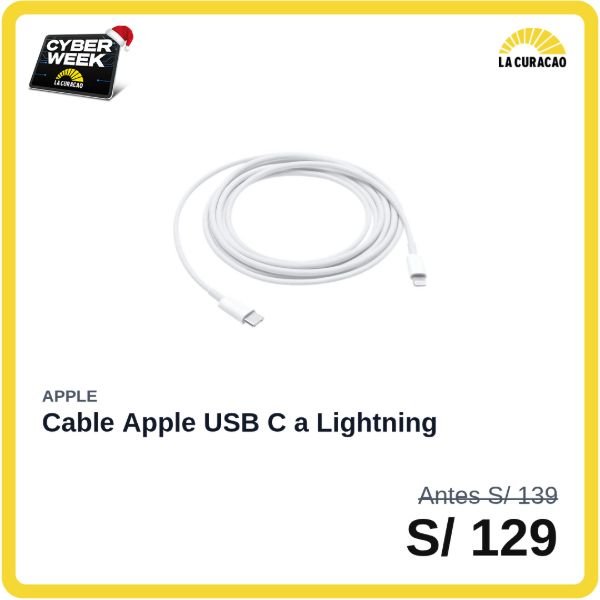 CYBER
WEEK
LA CURACAO
LA CURACAO
APPLE
Cable Apple USB C a Lightning
Antes S/ 139
S/ 129